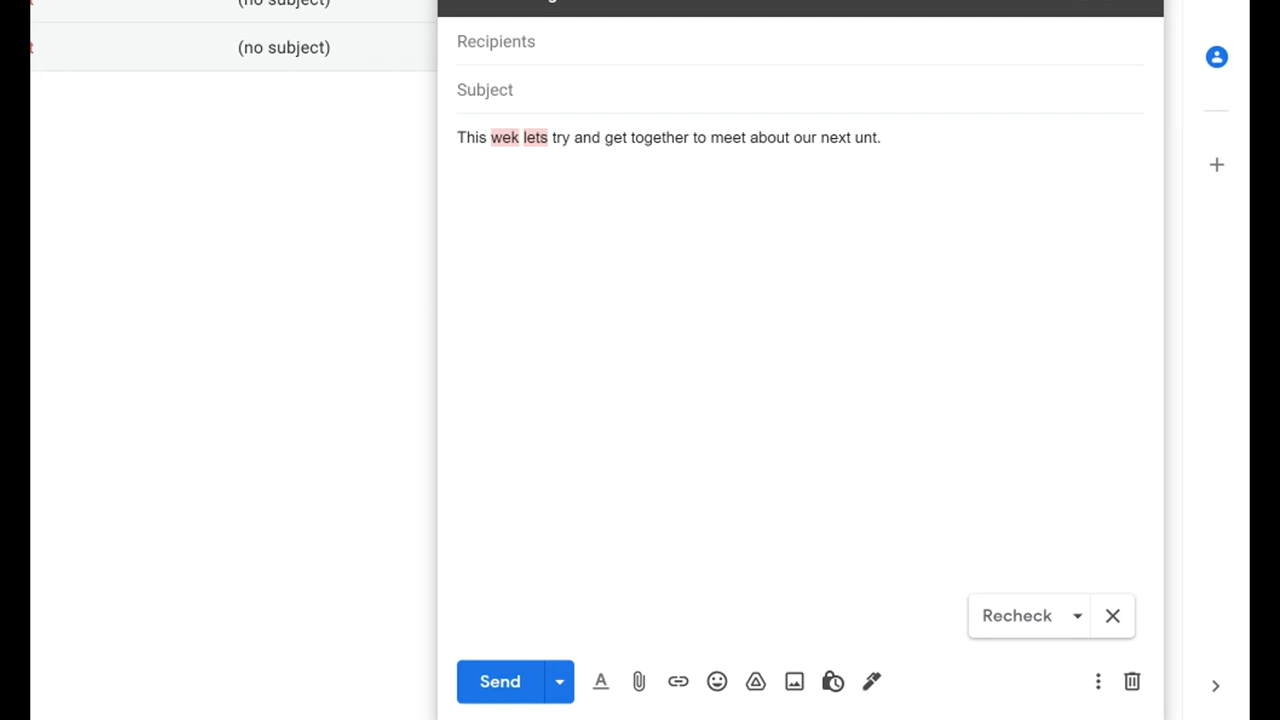 (no subject)
(no subject)
Recipients
Subject
This wek lets try and get together to meet about our next unt.
Recheck
Send